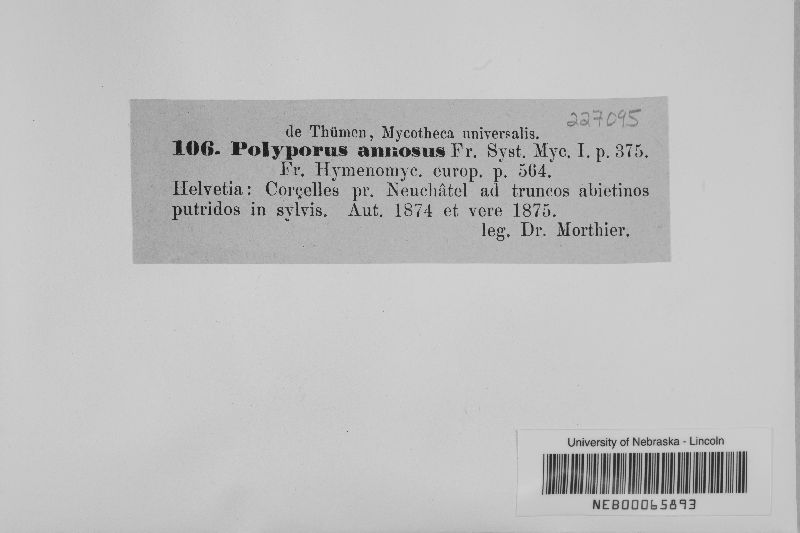 227095
de Thümen, Mycotheca universalis.
106. Polyporus annosus Fr. Syst. Myc. I. p. 375.
Fr. Hymenomyc. europ. p. 564.
Helvetia: Corçelles pr. Neuchâtel ad truncos abietinos
putridos in sylvis. Aut. 1874 et vere 1875.
leg. Dr. Morthier.
University of Nebraska - Lincoln
NEB00065893